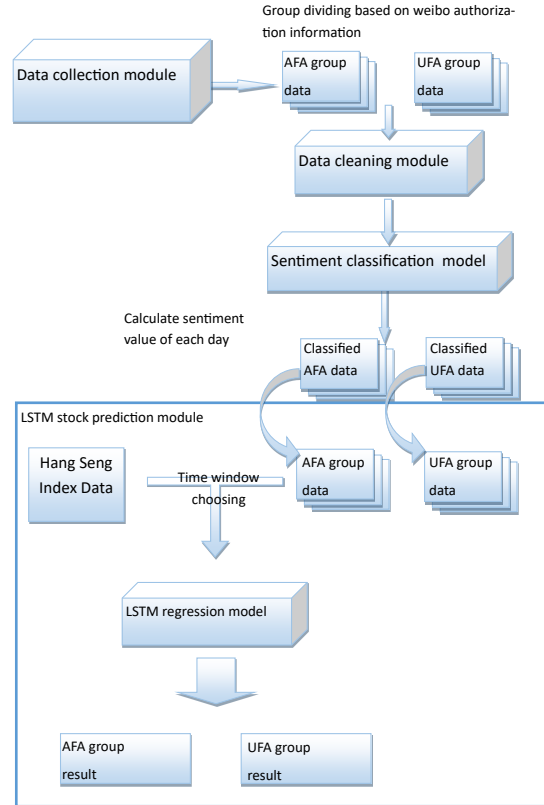 Group dividing based on weibo authoriza-
tion information
Data collection module
AFA group
data
UFA group
data
Data cleaning module
Sentiment classification model
Calculate sentiment
value of each day
Classified
AFA data
Classified
UFA data
LSTM stock prediction module
Hang Seng
Index Data
Time window
choosing
AFA group
data
UFA group
data
LSTM regression model
AFA group
result
UFA group
result